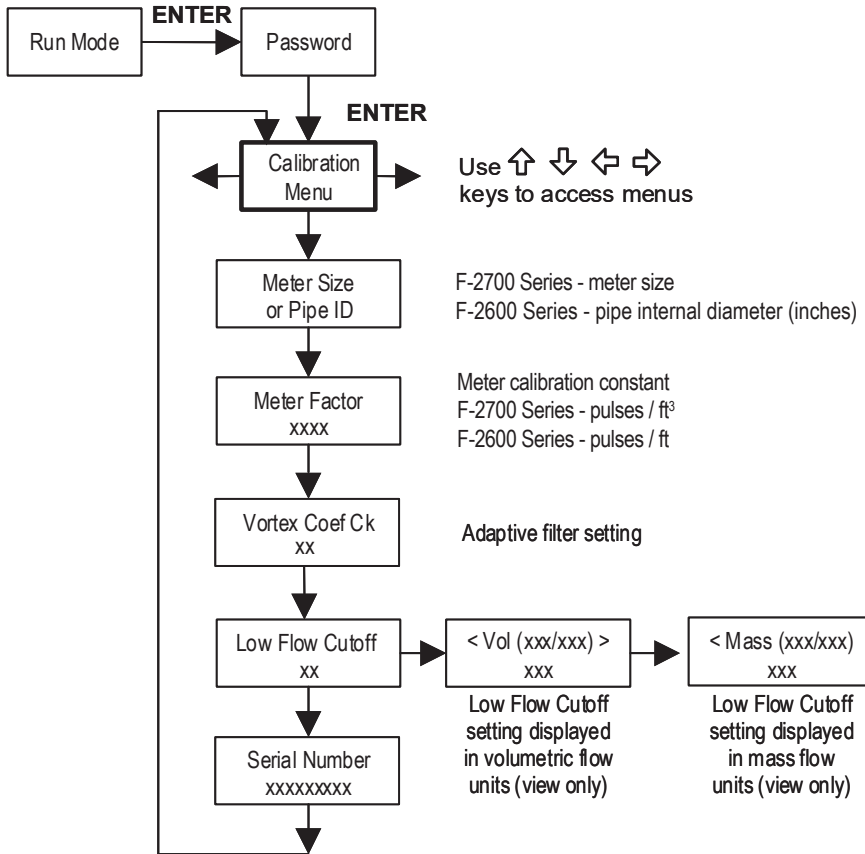 ENTER
Run Mode
Password
ENTER
Calibration
Menu
Use ⇧ ⇩ ⇦ ⇨
keys to access menus
Meter Size
or Pipe ID
F-2700 Series - meter size
F-2600 Series - pipe internal diameter (inches)
Meter Factor
xxxx
Meter calibration constant
F-2700 Series - pulses / ft³
F-2600 Series - pulses / ft
Vortex Coef Ck
xx
Adaptive filter setting
Low Flow Cutoff
xx
< Vol (xxx/xxx) >
xxx
< Mass (xxx/xxx)
xxx
Low Flow Cutoff
setting displayed
in volumetric flow
units (view only)
Low Flow Cutoff
setting displayed
in mass flow
units (view only)
Serial Number
xxxxxxxxx